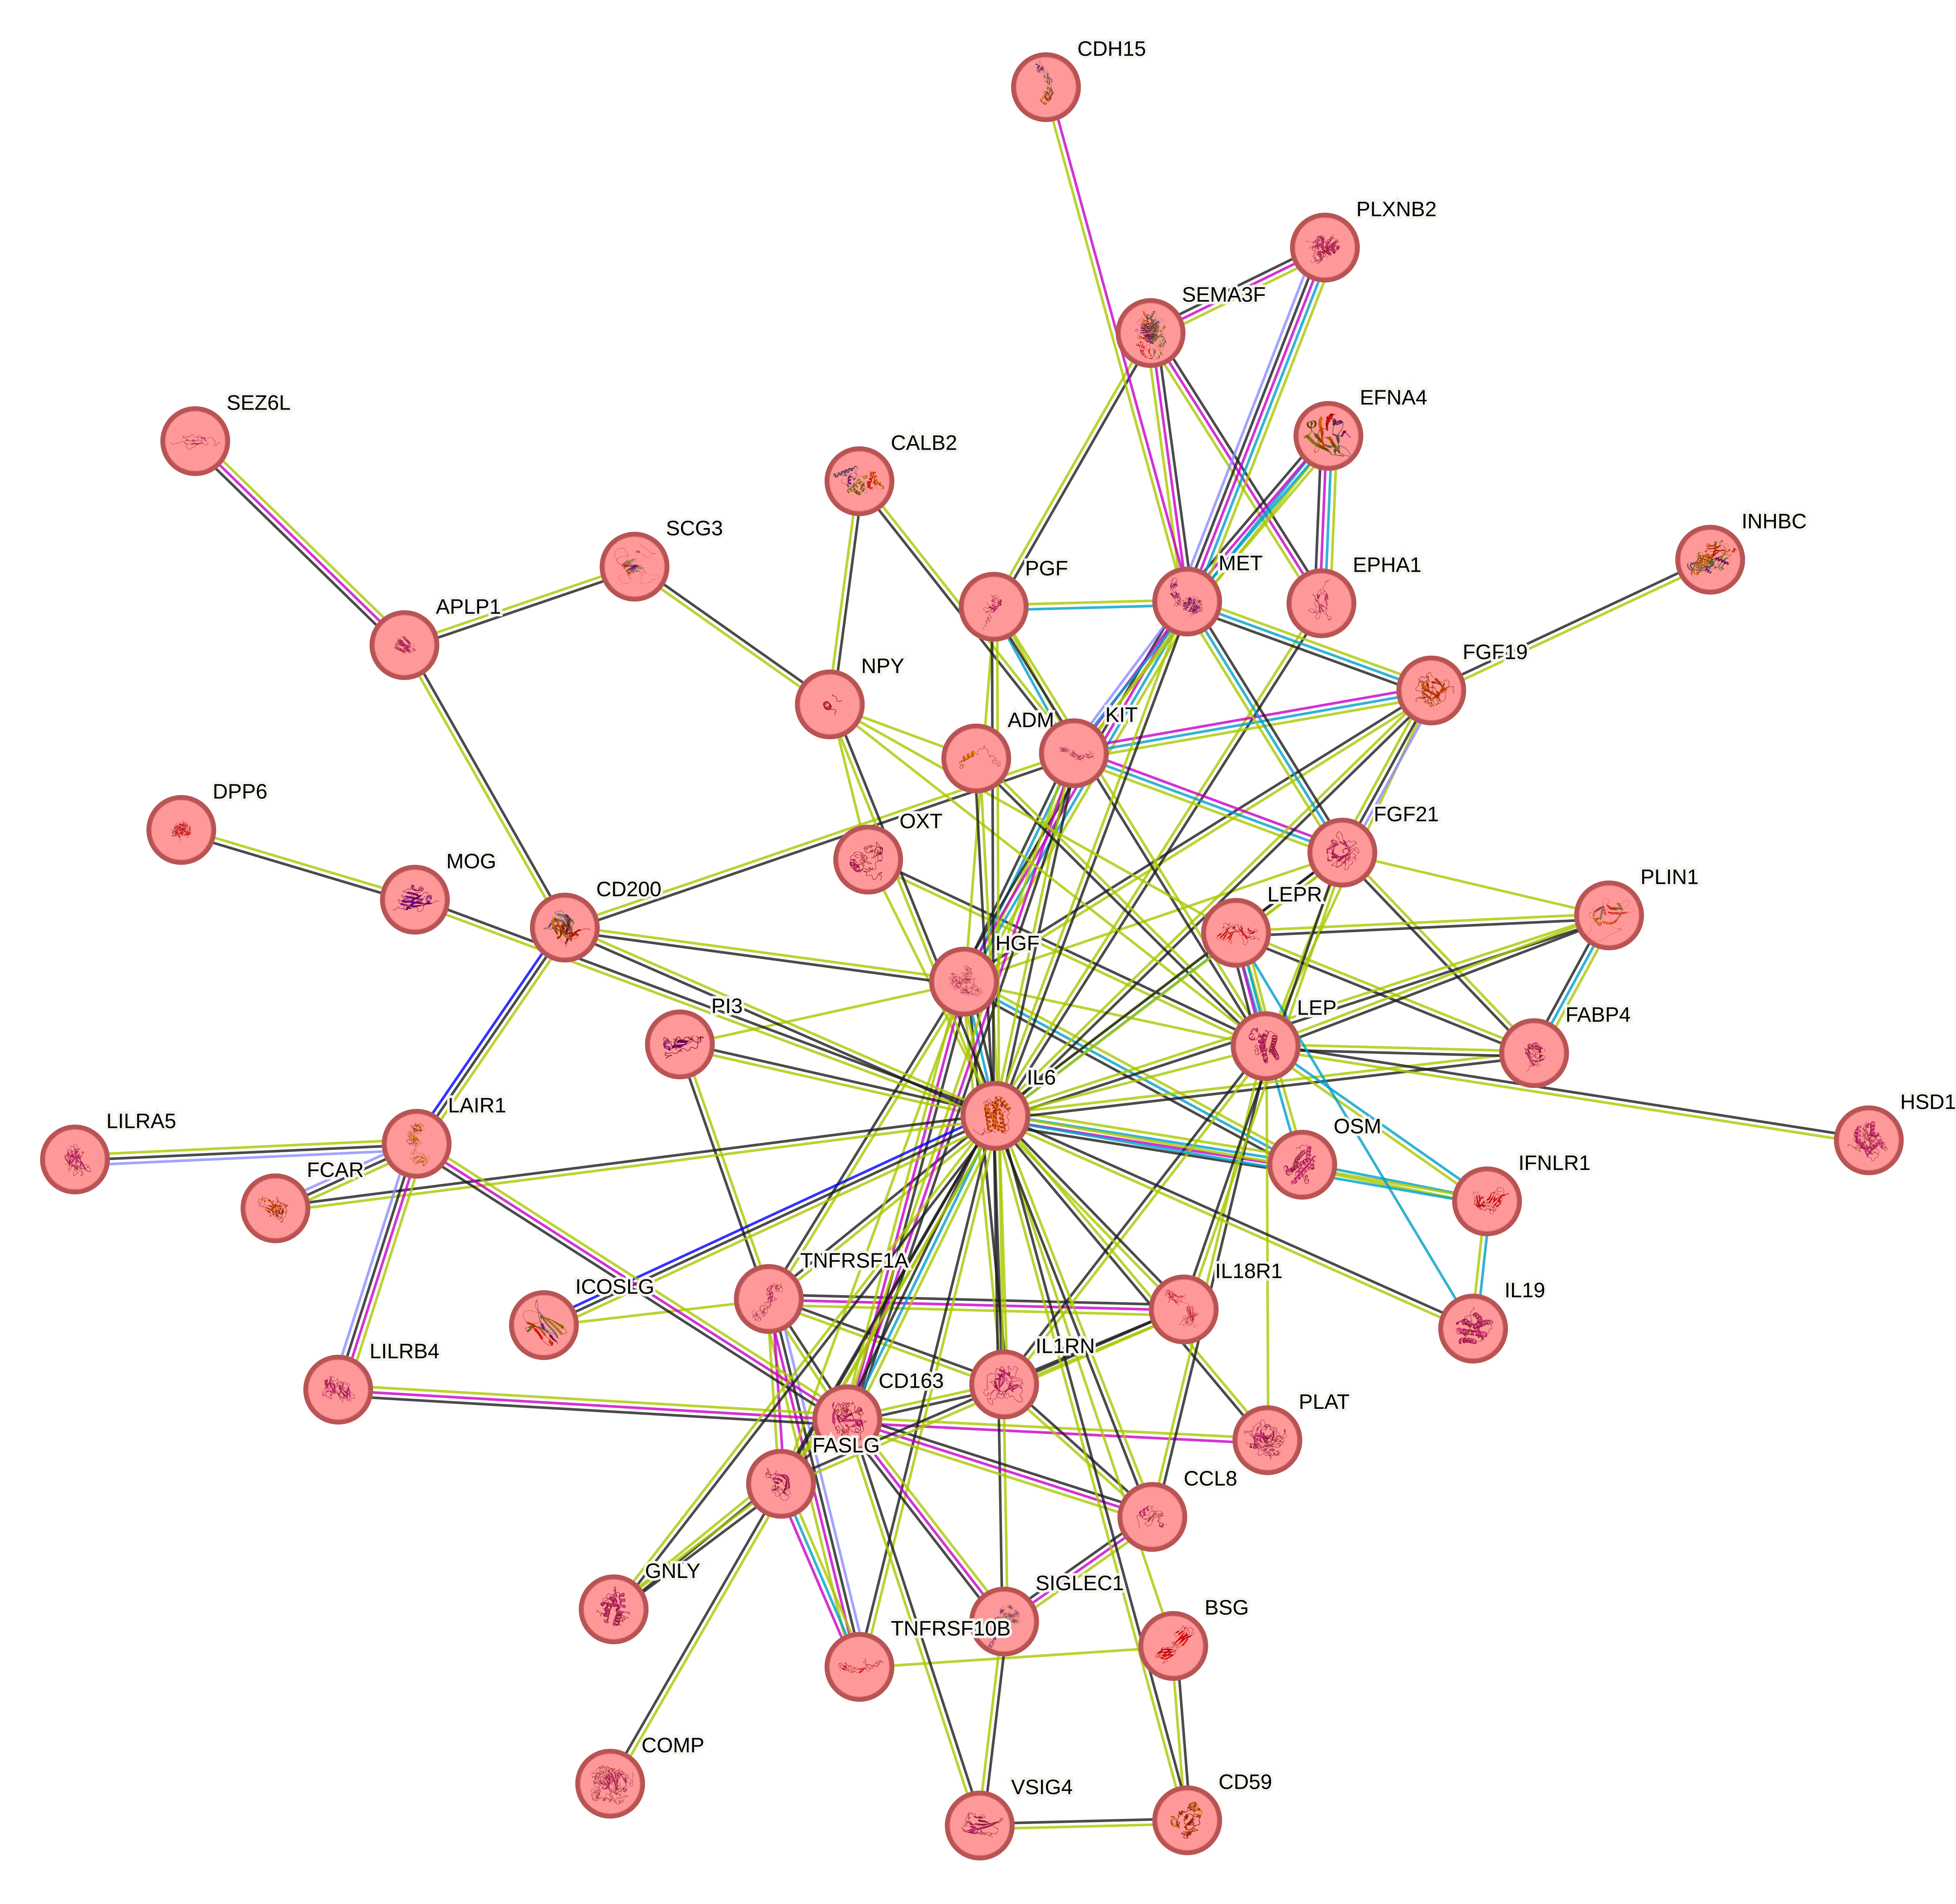 CDH15
PLXNB2
SEMA3F
EFNA4
SEZ6L
CALB2
INHBC
SCG3
MET
EPHA1
PGF
APLP1
FGF19
NPY
KIT
ADM
DPP6
FGF21
OXT
MOG
PLIN1
CD200
LEPR
HGF
PI3
LEP
FABP4
IL6
HSD1
LAIR1
LILRA5
OSM
IFNLR1
FCAR
TNFRSF1A
IL18R1
ICOSLG
IL19
IL1RN
LILRB4
CD163
PLAT
FASLG
CCL8
GNLY
SIGLEC1
BSG
TNFRSF10B
COMP
CD59
VSIG4